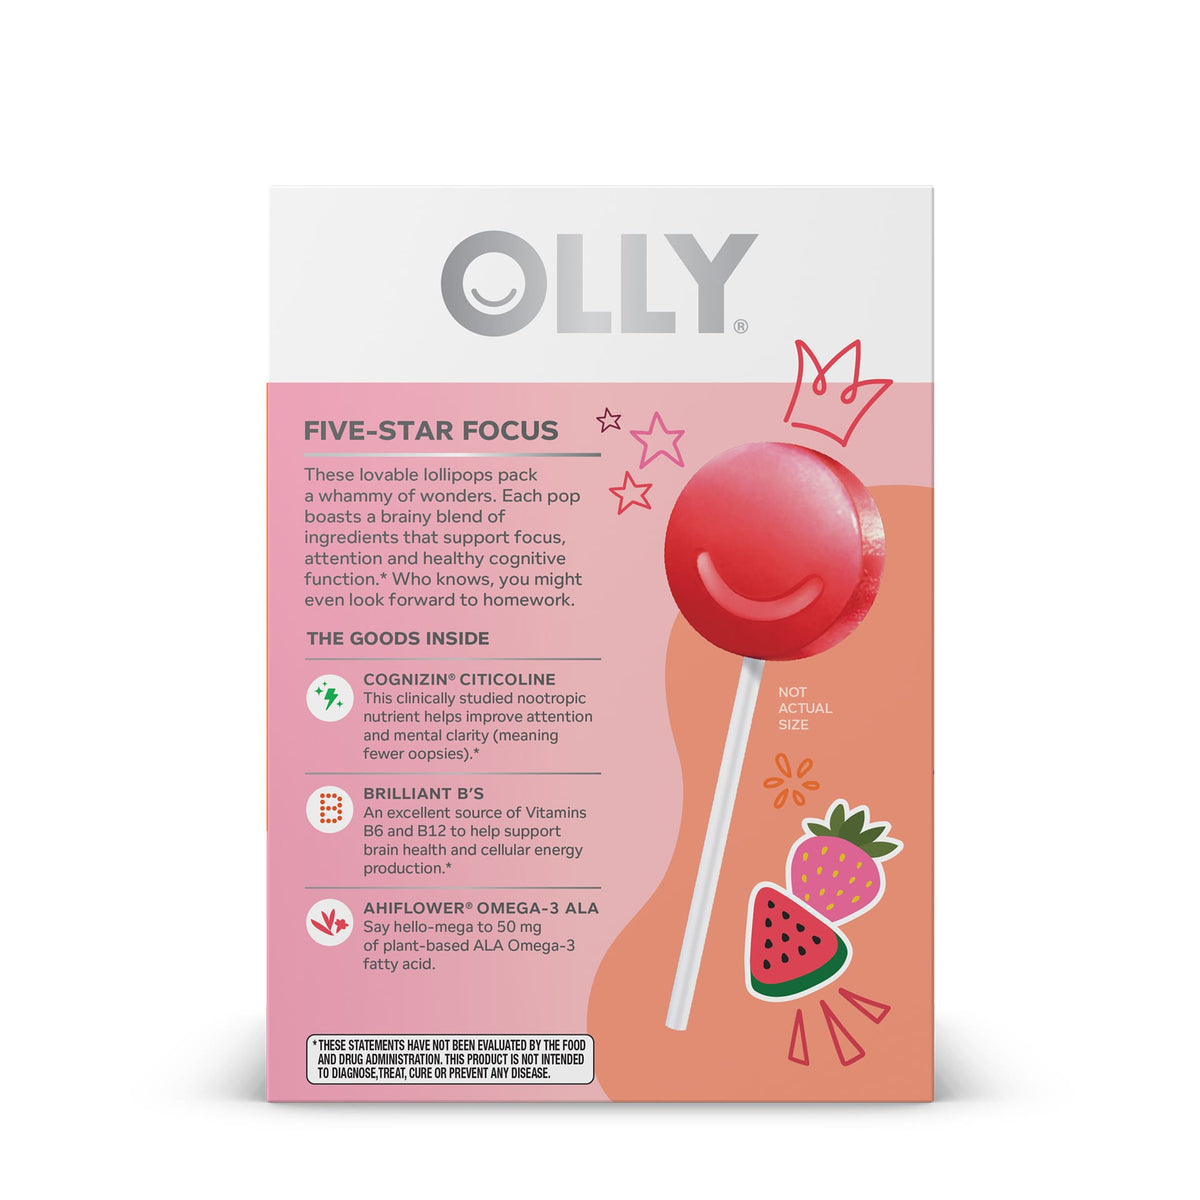 OLLY®
FIVE-STAR FOCUS
These lovable lollipops pack
a whammy of wonders. Each pop
boasts a brainy blend of
ingredients that support focus,
attention and healthy cognitive
function.* Who knows, you might
even look forward to homework.
THE GOODS INSIDE
COGNIZIN® CITICOLINE
This clinically studied nootropic
nutrient helps improve attention
and mental clarity (meaning
fewer oopsies).*
B
BRILLIANT B'S
An excellent source of Vitamins
B6 and B12 to help support
brain health and cellular energy
production.*
AHIFLOWER® OMEGA-3 ALA
Say hello-mega to 50 mg
of plant-based ALA Omega-3
fatty acid.
NOT
ACTUAL
SIZE
*THESE STATEMENTS HAVE NOT BEEN EVALUATED BY THE FOOD
AND DRUG ADMINISTRATION. THIS PRODUCT IS NOT INTENDED
TO DIAGNOSE,TREAT, CURE OR PREVENT ANY DISEASE.